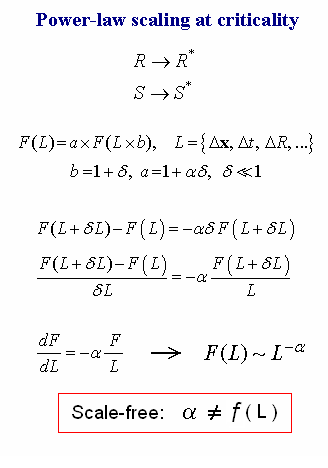 Power-law scaling at criticality
R → R*
S → S*
F(L)=a×F(L×b), L={Δx, Δt, ΔR,...}
b=1+δ, a=1+αδ, δ≪1
F(L+δL)−F(L)=−αδF(L+δL)
(F(L+δL)−F(L))/(δL)=−α(F(L+δL))/L
dF/dL=−αF/L → F(L)~L^−α
Scale-free: α ≠ f(L)